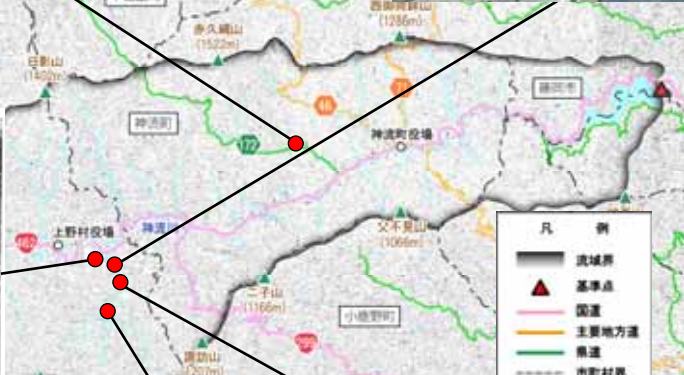 西御荷鉾山
(1286m)
赤久縄山
(1522m)
日影山
(1402m)
71
46
藤岡市
神流町
172
神流町役場
462
上野村役場
神流
父不見山
(1066m)
二子山
(1166m)
小鹿野町
299
諏訪山
凡 例
流域界
基準点
国道
主要地方道
県道
市町村界